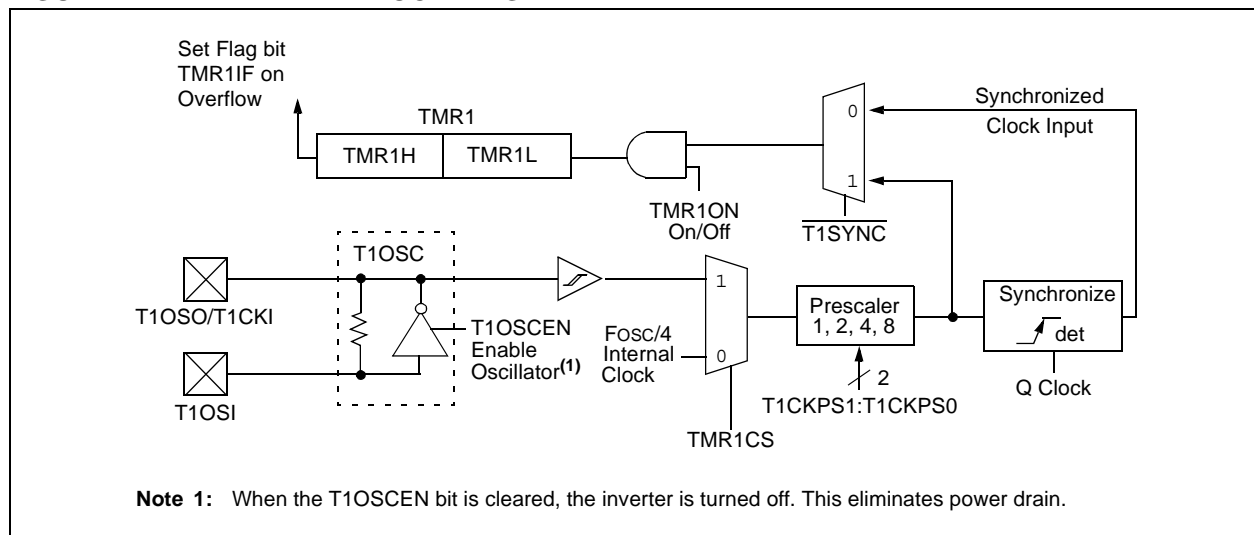 Set Flag bit
TMR1IF on
Overflow
TMR1
TMR1H
TMR1L
TMR1ON
On/Off
0
1
T1SYNC
Synchronized
Clock Input
T1OSC
T1OSO/T1CKI
T1OSI
T1OSCEN
Enable
Oscillator(1)
1
FOSC/4
Internal
Clock
0
TMR1CS
Prescaler
1, 2, 4, 8
2
T1CKPS1:T1CKPS0
Synchronize
det
Q Clock
Note 1: When the T1OSCEN bit is cleared, the inverter is turned off. This eliminates power drain.